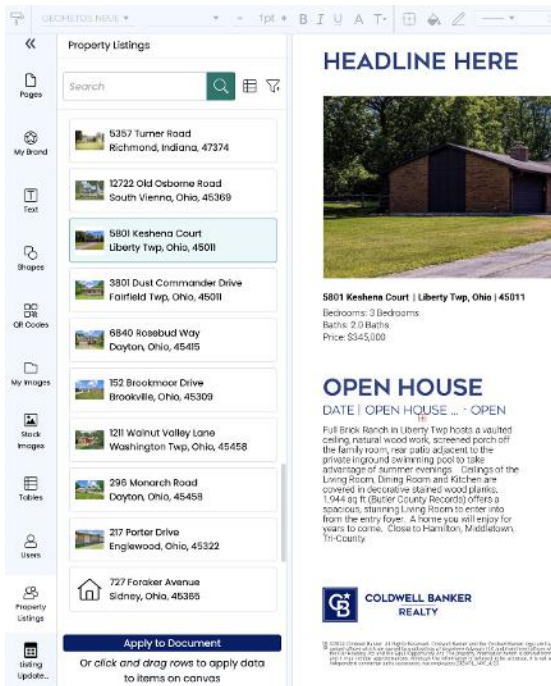 GEOMETOS NEUE
1pt
B I U A T
Property Listings
Search
Pages
My Brand
Text
Shapes
QR Codes
My Images
Stock
Images
Tables
Users
Property
Listings
Listing
Update...
5357 Turner Road
Richmond, Indiana, 47374
12722 Old Osborne Road
South Vienna, Ohio, 45369
5801 Keshena Court
Liberty Twp, Ohio, 45011
3801 Dust Commander Drive
Fairfield Twp, Ohio, 45011
6840 Rosebud Way
Dayton, Ohio, 45415
152 Brookmoor Drive
Brookville, Ohio, 45309
1211 Walnut Valley Lane
Washington Twp, Ohio, 45458
296 Monarch Road
Dayton, Ohio, 45458
217 Porter Drive
Englewood, Ohio, 45322
727 Foraker Avenue
Sidney, Ohio, 45365
Apply to Document
Or click and drag rows to apply data
to items on canvas
HEADLINE HERE
5801 Keshena Court | Liberty Twp, Ohio | 45011
Bedrooms: 3 Bedrooms
Baths: 2.0 Baths
Price: $345,000
OPEN HOUSE
DATE | OPEN HOUSE ... - OPEN
Full Brick Ranch in Liberty Twp hosts a vaulted
ceiling, natural wood work, screened porch off
the family room, rear patio adjacent to the
private inground swimming pool to take
advantage of summer evenings. Ceilings of the
Living Room, Dining Room and Kitchen are
covered in decorative stained wood planks.
1,944 sq ft (Butler County Records) offers a
spacious, stunning Living Room to enter into
from the entry foyer. A home you will enjoy for
years to come. Close to Hamilton, Middletown,
Tri-County.
CB
COLDWELL BANKER
REALTY